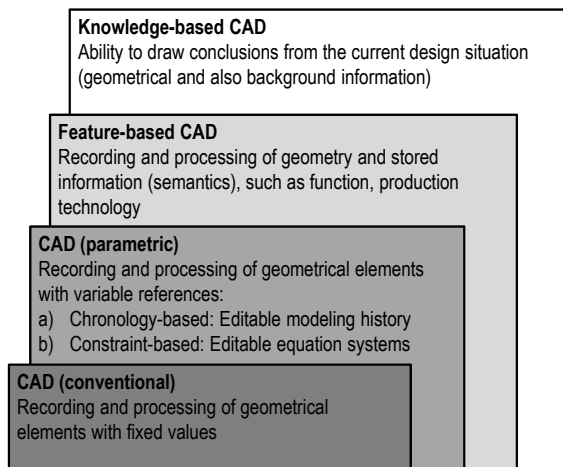 Knowledge-based CAD
Ability to draw conclusions from the current design situation
(geometrical and also background information)
Feature-based CAD
Recording and processing of geometry and stored
information (semantics), such as function, production
technology
CAD (parametric)
Recording and processing of geometrical elements
with variable references:
a) Chronology-based: Editable modeling history
b) Constraint-based: Editable equation systems
CAD (conventional)
Recording and processing of geometrical
elements with fixed values